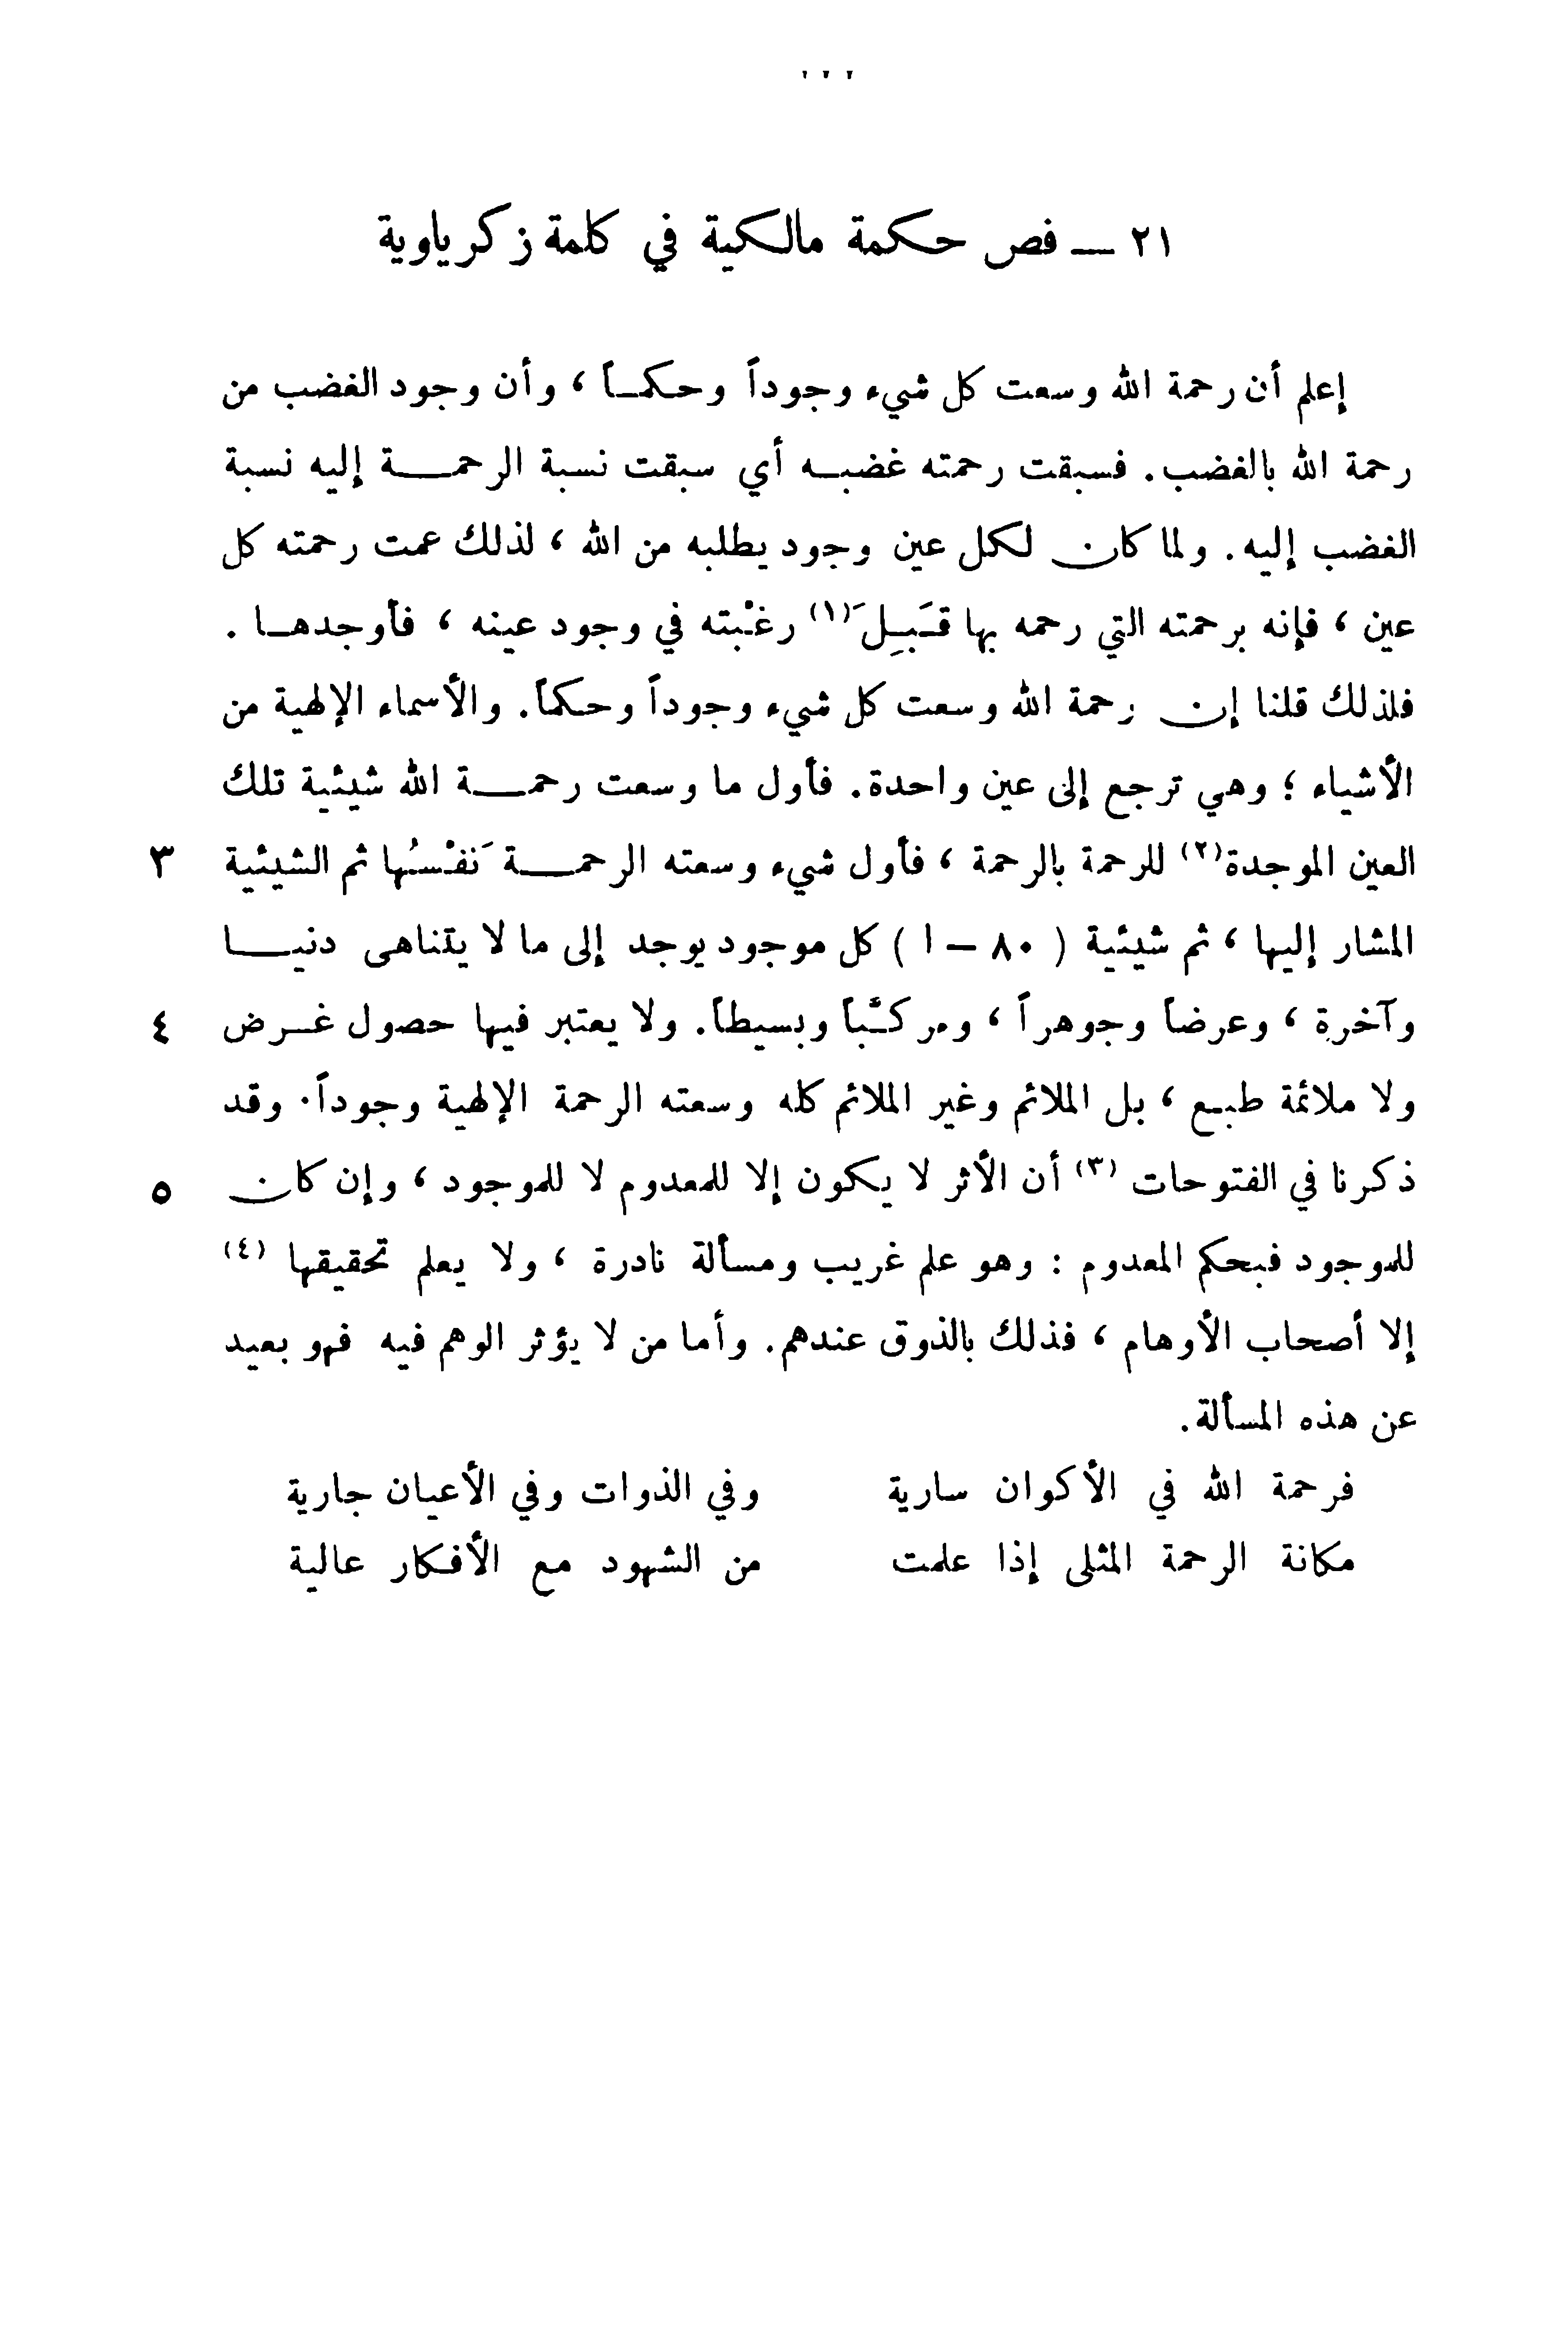 ٢١ — فص حكمة مالكية في كلمة زكرياوية
إعلم أن رحمة الله وسعت كل شيء وجوداً وحكماً ، وأن وجود الغضب من
رحمة الله بالغضب. فسبقت رحمته غضبه أي سبقت نسبة الرحمة إليه نسبة
الغضب إليه. ولما كان لكل عين وجود يطلبه من الله ، لذلك عمت رحمته كل
عين ، فإنه برحمته التي رحمه بها قَبِلَ (١) رغْبته في وجود عينه ، فأوجدها .
فلذلك قلنا إن رحمة الله وسعت كل شيء وجوداً وحكماً. والأسماء الإلهية من
الأشياء ؛ وهي ترجع إلى عين واحدة. فأول ما وسعت رحمة الله شيئية تلك
العين الموجدة (٢) للرحمة بالرحمة ، فأول شيء وسعته الرحمة نَفْسُها ثم الشيئية ٣
المشار إليها ، ثم شيئية ( ٨٠ – ا ) كل موجود يوجد إلى ما لا يتناهى دنيا
وآخرة ، وعرضاً وجوهراً ، ومركَّباً وبسيطاً. ولا يعتبر فيها حصول غرض ٤
ولا ملائمة طبع ، بل الملائم وغير الملائم كله وسعته الرحمة الإلهية وجوداً. وقد
ذكرنا في الفتوحات (٣) أن الأثر لا يكون إلا للمعدوم لا للموجود ، وإن كان ٥
للموجود فبحكم المعدوم : وهو علم غريب ومسألة نادرة ، ولا يعلم تحقيقها (٤)
إلا أصحاب الأوهام ، فذلك بالذوق عندهم. وأما من لا يؤثر الوهم فيه فهو بعيد
عن هذه المسألة.
فرحمة الله في الأكوان سارية وفي الذوات وفي الأعيان جارية
مكانة الرحمة المثلى إذا علمت من الشهود مع الأفكار عالية